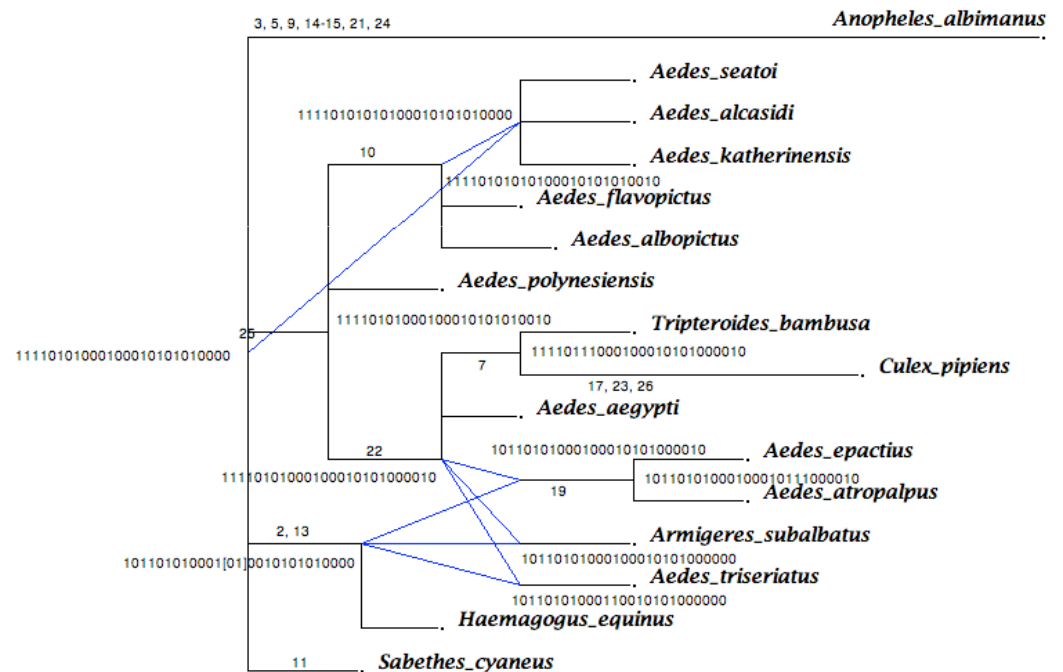 3, 5, 9, 14-15, 21, 24
Anopheles_albimanus
Aedes_seatoi
11110101010100010101010000
Aedes_alcasidi
10
Aedes_katherinensis
11110101010100010101010010
Aedes_flavopictus
Aedes_albopictus
Aedes_polynesiensis
11110101000100010101010010
25
Tripteroides_bambusa
11110101000100010101010000
7
11110111000100010101000010
Culex_pipiens
17, 23, 26
Aedes_aegypti
22
10110101000100010101000010
Aedes_epactius
11110101000100010101000010
19
10110101000100010111000010
Aedes_atropalpus
2, 13
Armigeres_subalbatus
101101010001[01]0010101010000
10110101000100010101000000
Aedes_triseriatus
10110101000110010101000000
Haemagogus_equinus
11
Sabethes_cyaneus